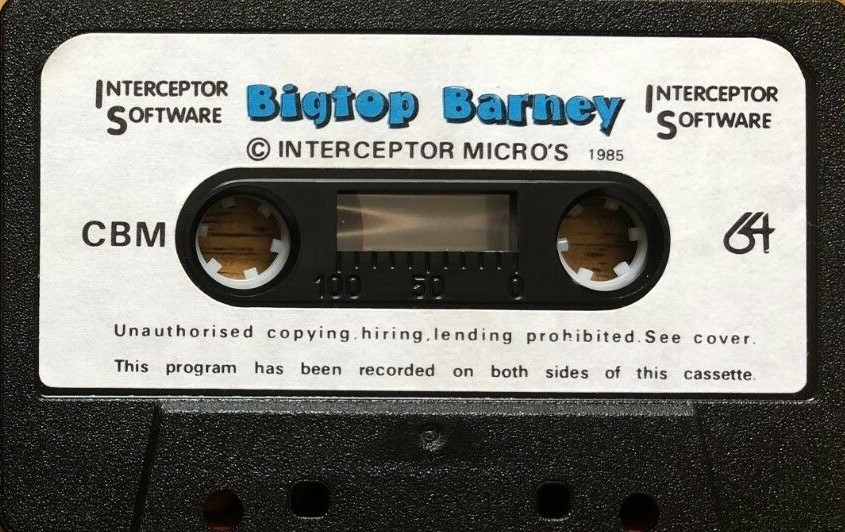 INTERCEPTOR SOFTWARE
Bigtop Barney
INTERCEPTOR SOFTWARE
© INTERCEPTOR MICRO'S 1985
CBM
64
100 50 0
Unauthorised copying.hiring,lending prohibited.See cover.
This program has been recorded on both sides of this cassette.